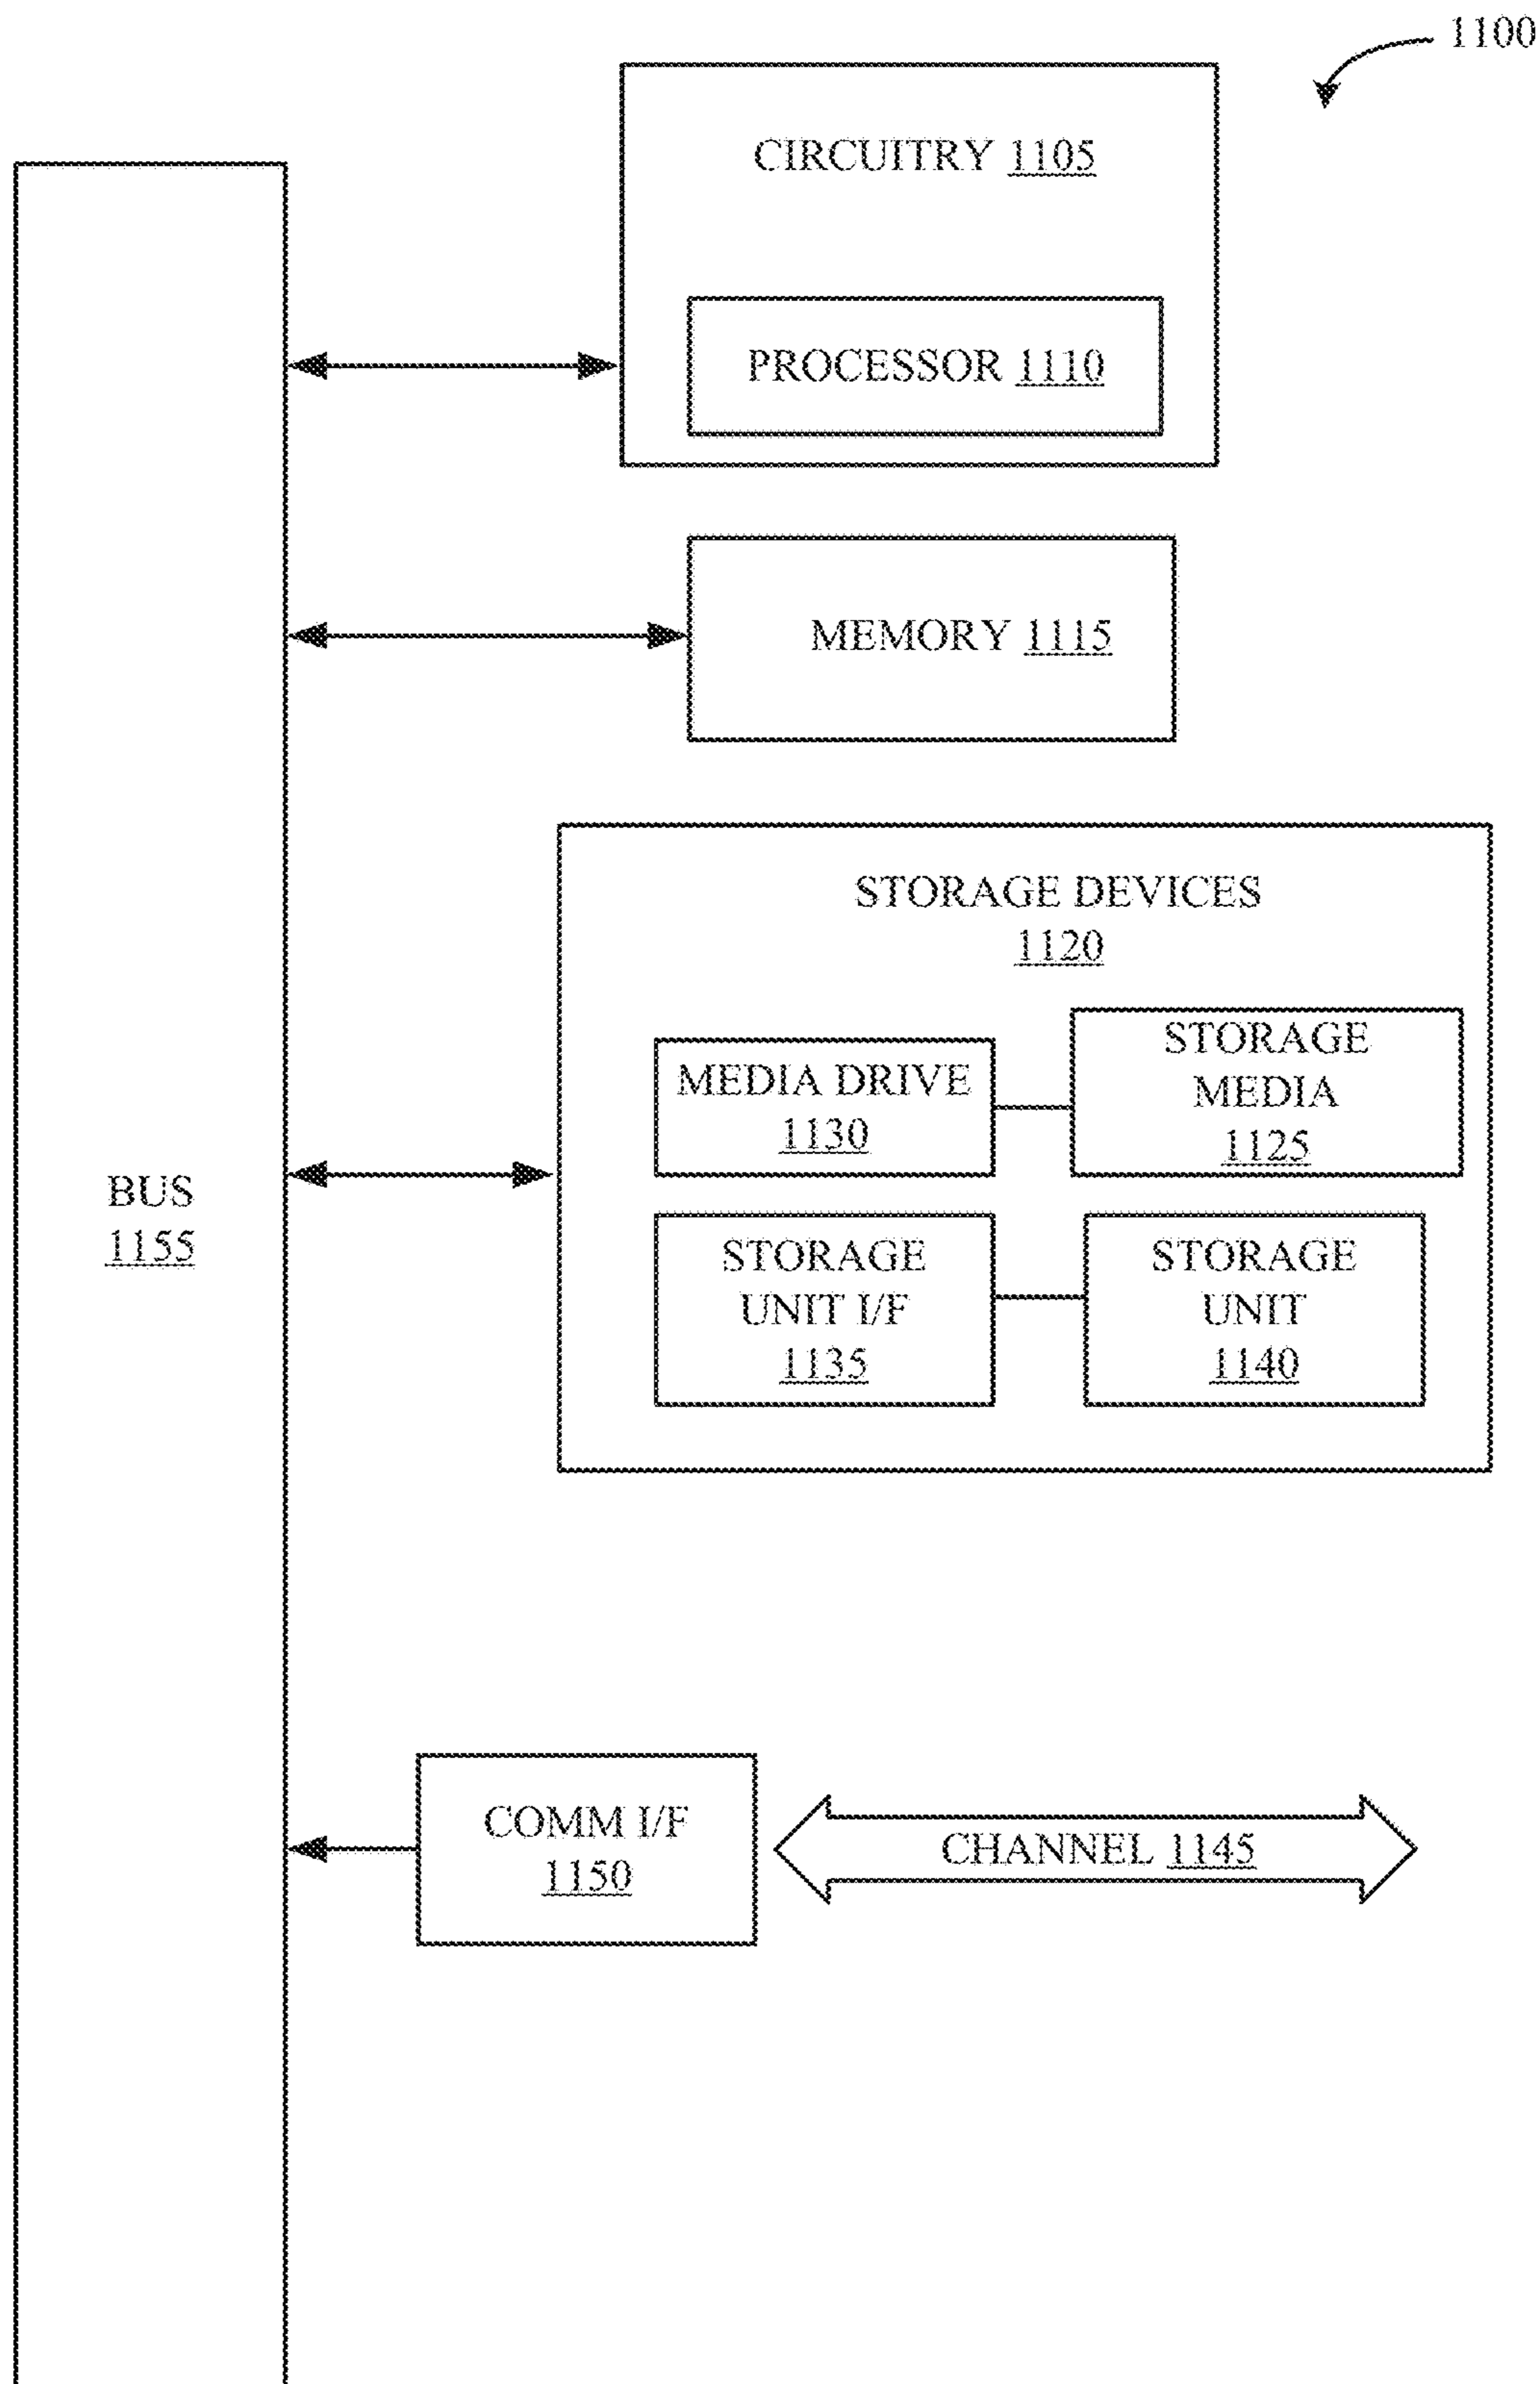 1100
CIRCUITRY 1105
PROCESSOR 1110
MEMORY 1115
STORAGE DEVICES
1120
MEDIA DRIVE
1130
STORAGE
MEDIA
1125
BUS
1155
STORAGE
UNIT I/F
1135
STORAGE
UNIT
1140
COMM I/F
1150
CHANNEL 1145